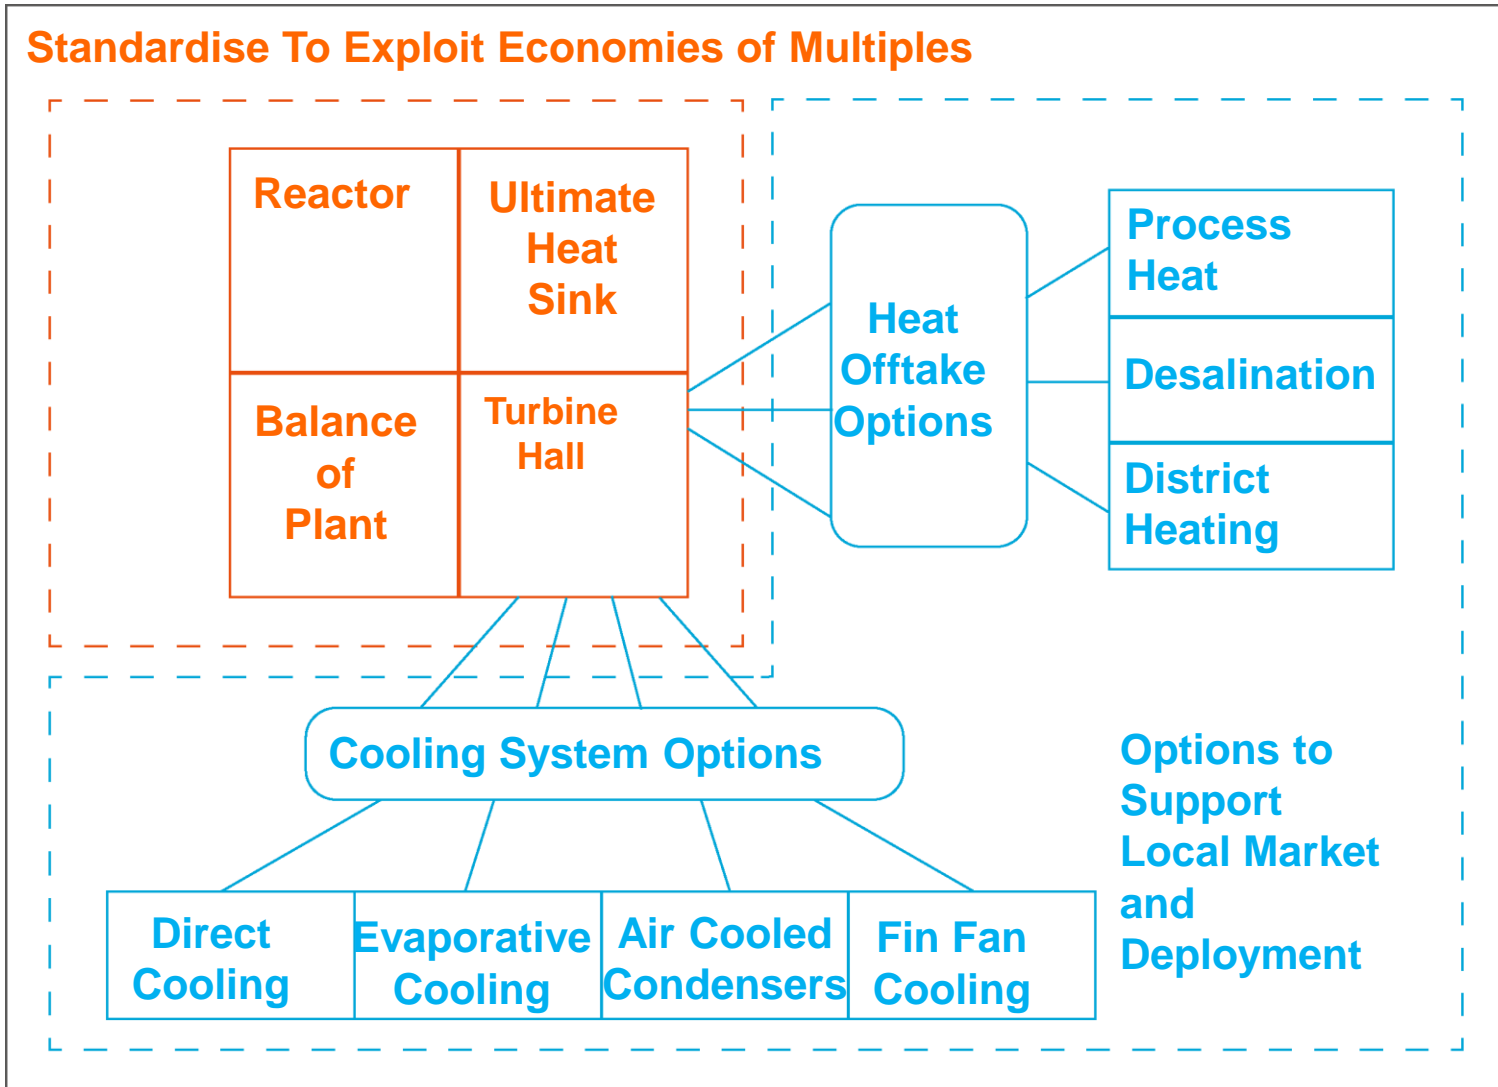 Standardise To Exploit Economies of Multiples
Reactor
Ultimate
Heat
Sink
Balance
of
Plant
Turbine
Hall
Heat
Offtake
Options
Process
Heat
Desalination
District
Heating
Cooling System Options
Direct
Cooling
Evaporative
Cooling
Air Cooled
Condensers
Fin Fan
Cooling
Options to
Support
Local Market
and
Deployment